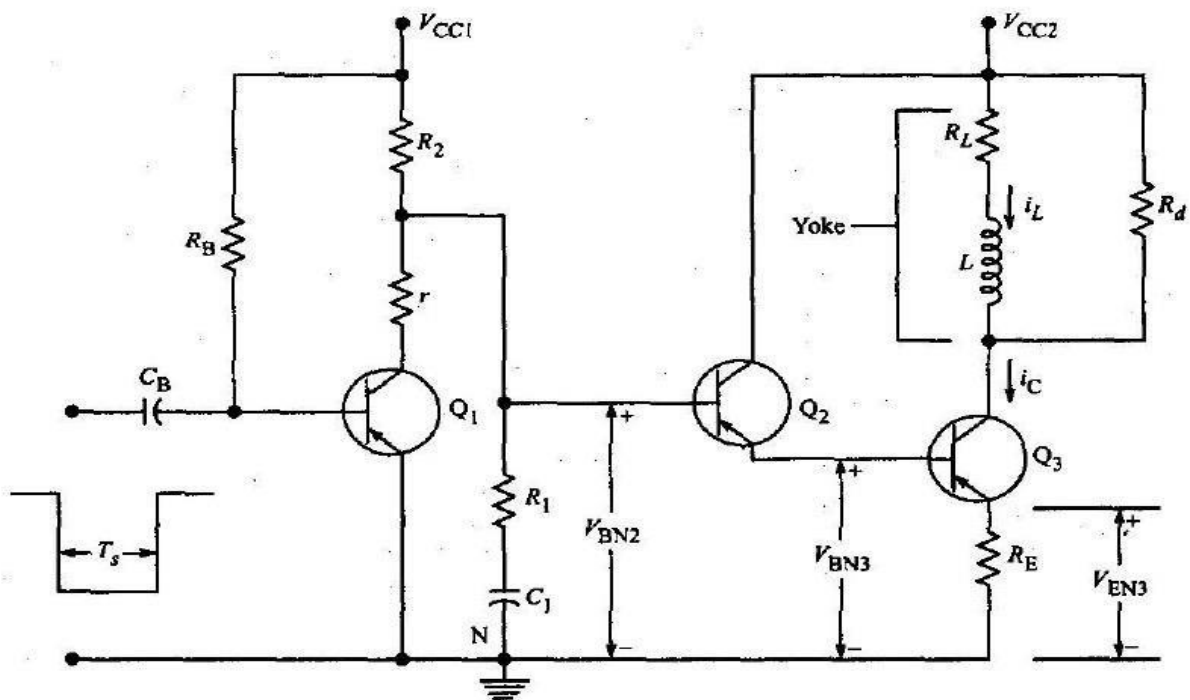 V_CC1
V_CC2
R_2
R_L
i_L
R_d
R_B
Yoke
L
r
C_B
i_C
Q_1
Q_2
Q_3
R_1
T_s
V_BN2
V_BN3
R_E
V_EN3
C_1
N